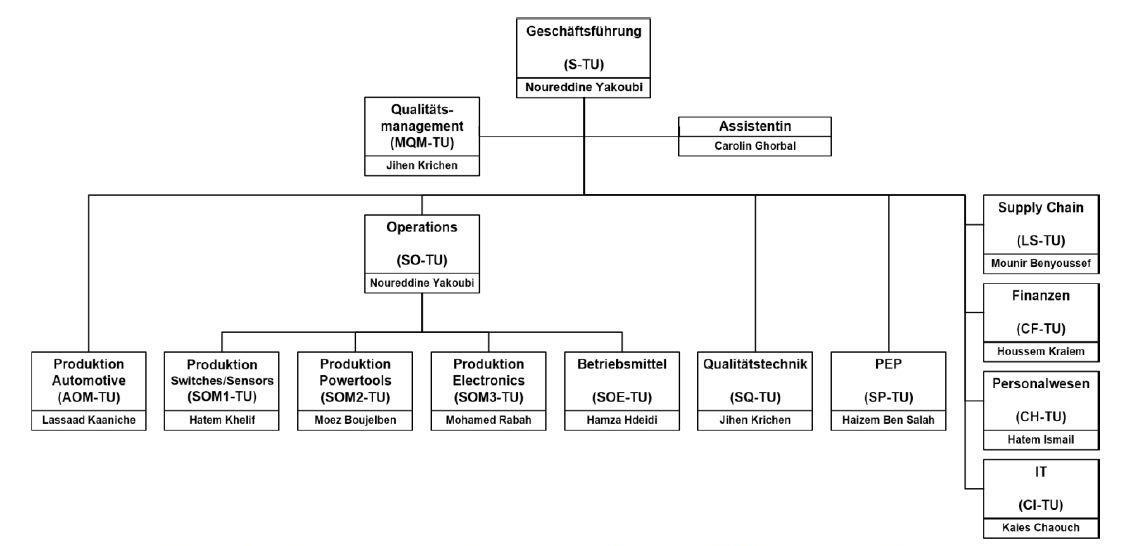 Geschäftsführung
(S-TU)
Noureddine Yakoubi
Qualitäts-
management
(MQM-TU)
Jihen Krichen
Assistentin
Carolin Ghorbal
Operations
(SO-TU)
Noureddine Yakoubi
Supply Chain
(LS-TU)
Mounir Benyoussef
Finanzen
(CF-TU)
Houssem Kraiem
Personalwesen
(CH-TU)
Hatem Ismail
IT
(CI-TU)
Kaies Chaouch
Produktion
Automotive
(AOM-TU)
Lassaad Kaaniche
Produktion
Switches/Sensors
(SOM1-TU)
Hatem Khelif
Produktion
Powertools
(SOM2-TU)
Moez Boujelben
Produktion
Electronics
(SOM3-TU)
Mohamed Rabah
Betriebsmittel
(SOE-TU)
Hamza Hdeidi
Qualitätstechnik
(SQ-TU)
Jihen Krichen
PEP
(SP-TU)
Haizem Ben Salah